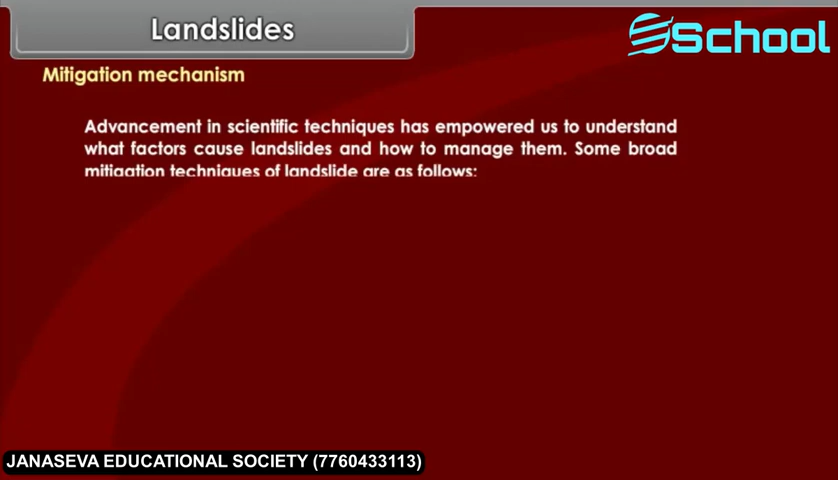 Landslides
School
Mitigation mechanism
Advancement in scientific techniques has empowered us to understand
what factors cause landslides and how to manage them. Some broad
mitigation techniques of landslide are as follows:
JANASEVA EDUCATIONAL SOCIETY (7760433113)